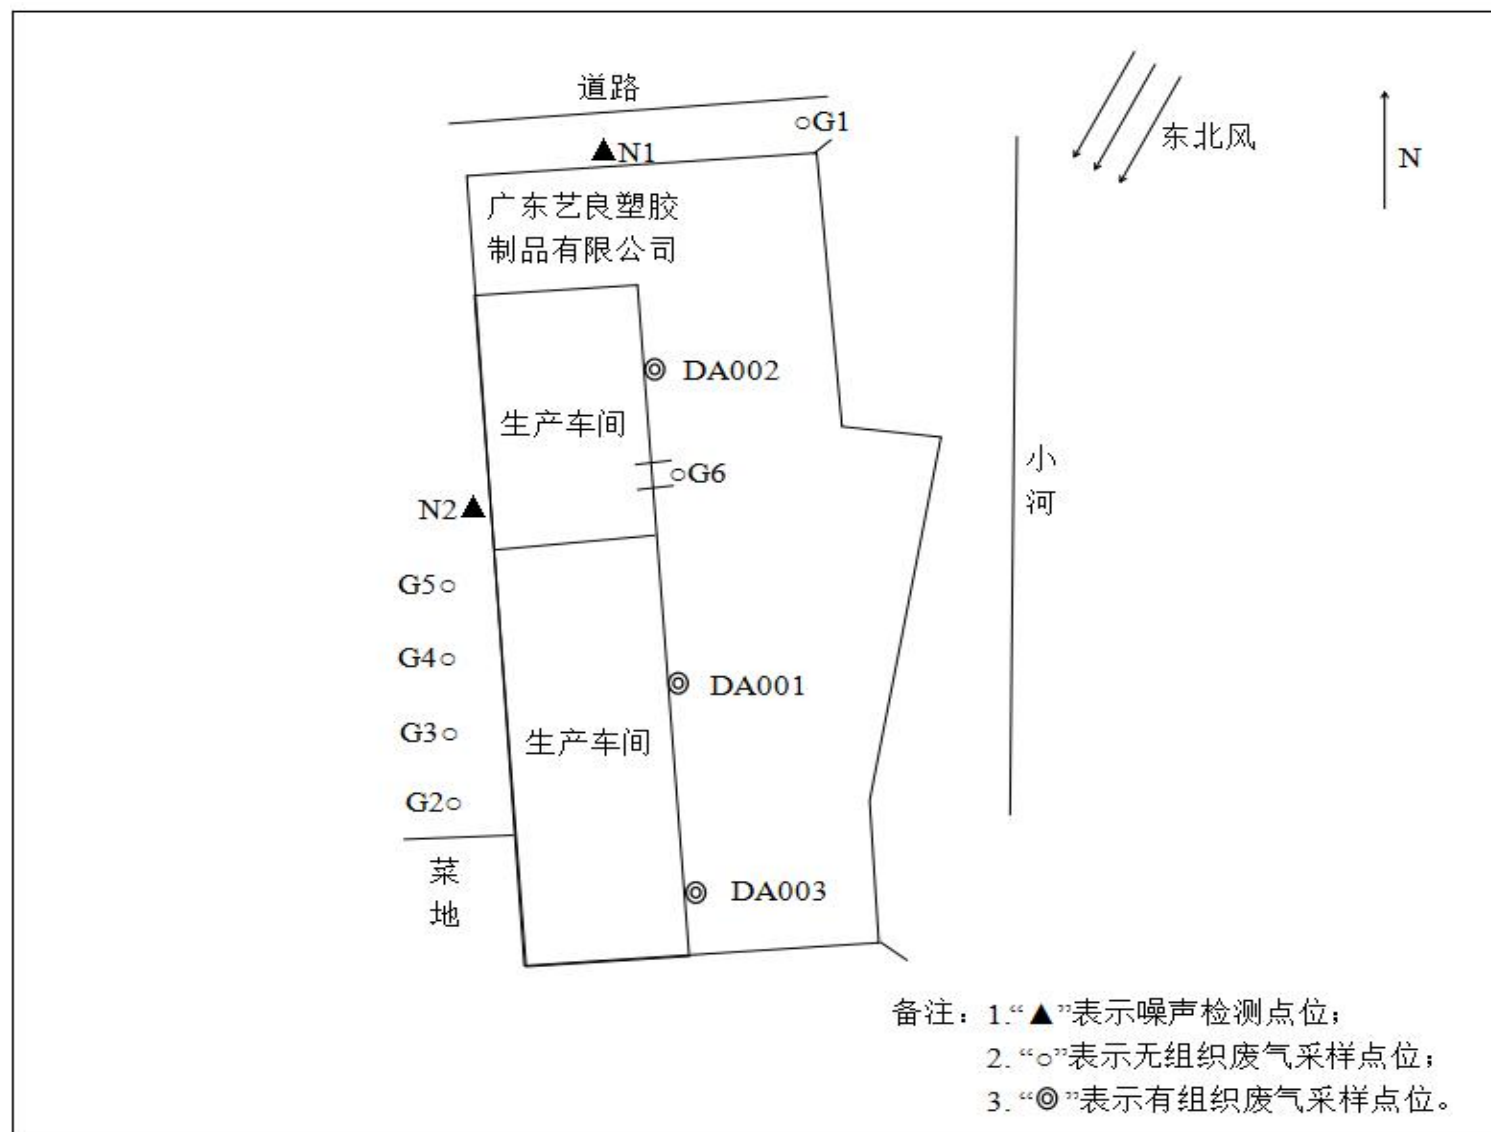 道路
○G1
▲N1
东北风
N
广东艺良塑胶
制品有限公司
◎ DA002
生产车间
○G6
小
河
N2▲
G5○
G4○
◎ DA001
G3○
生产车间
G2○
菜
地
◎ DA003
备注：1.“▲”表示噪声检测点位；
2. “○”表示无组织废气采样点位；
3. “◎”表示有组织废气采样点位。